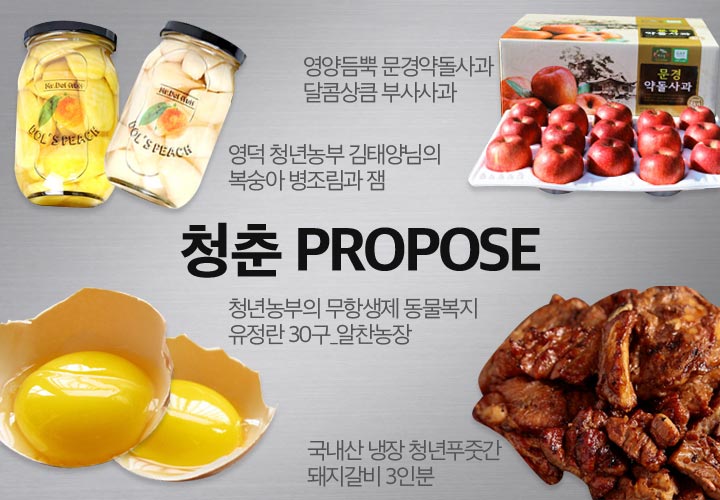 영양듬뿍 문경약돌사과
달콤상큼 부사사과
문경
약돌사과
DOL'S PEACH
DOL'S PEACH
영덕 청년농부 김태양님의
복숭아 병조림과 잼
청춘 PROPOSE
청년농부의 무항생제 동물복지
유정란 30구_알찬농장
국내산 냉장 청년푸줏간
돼지갈비 3인분